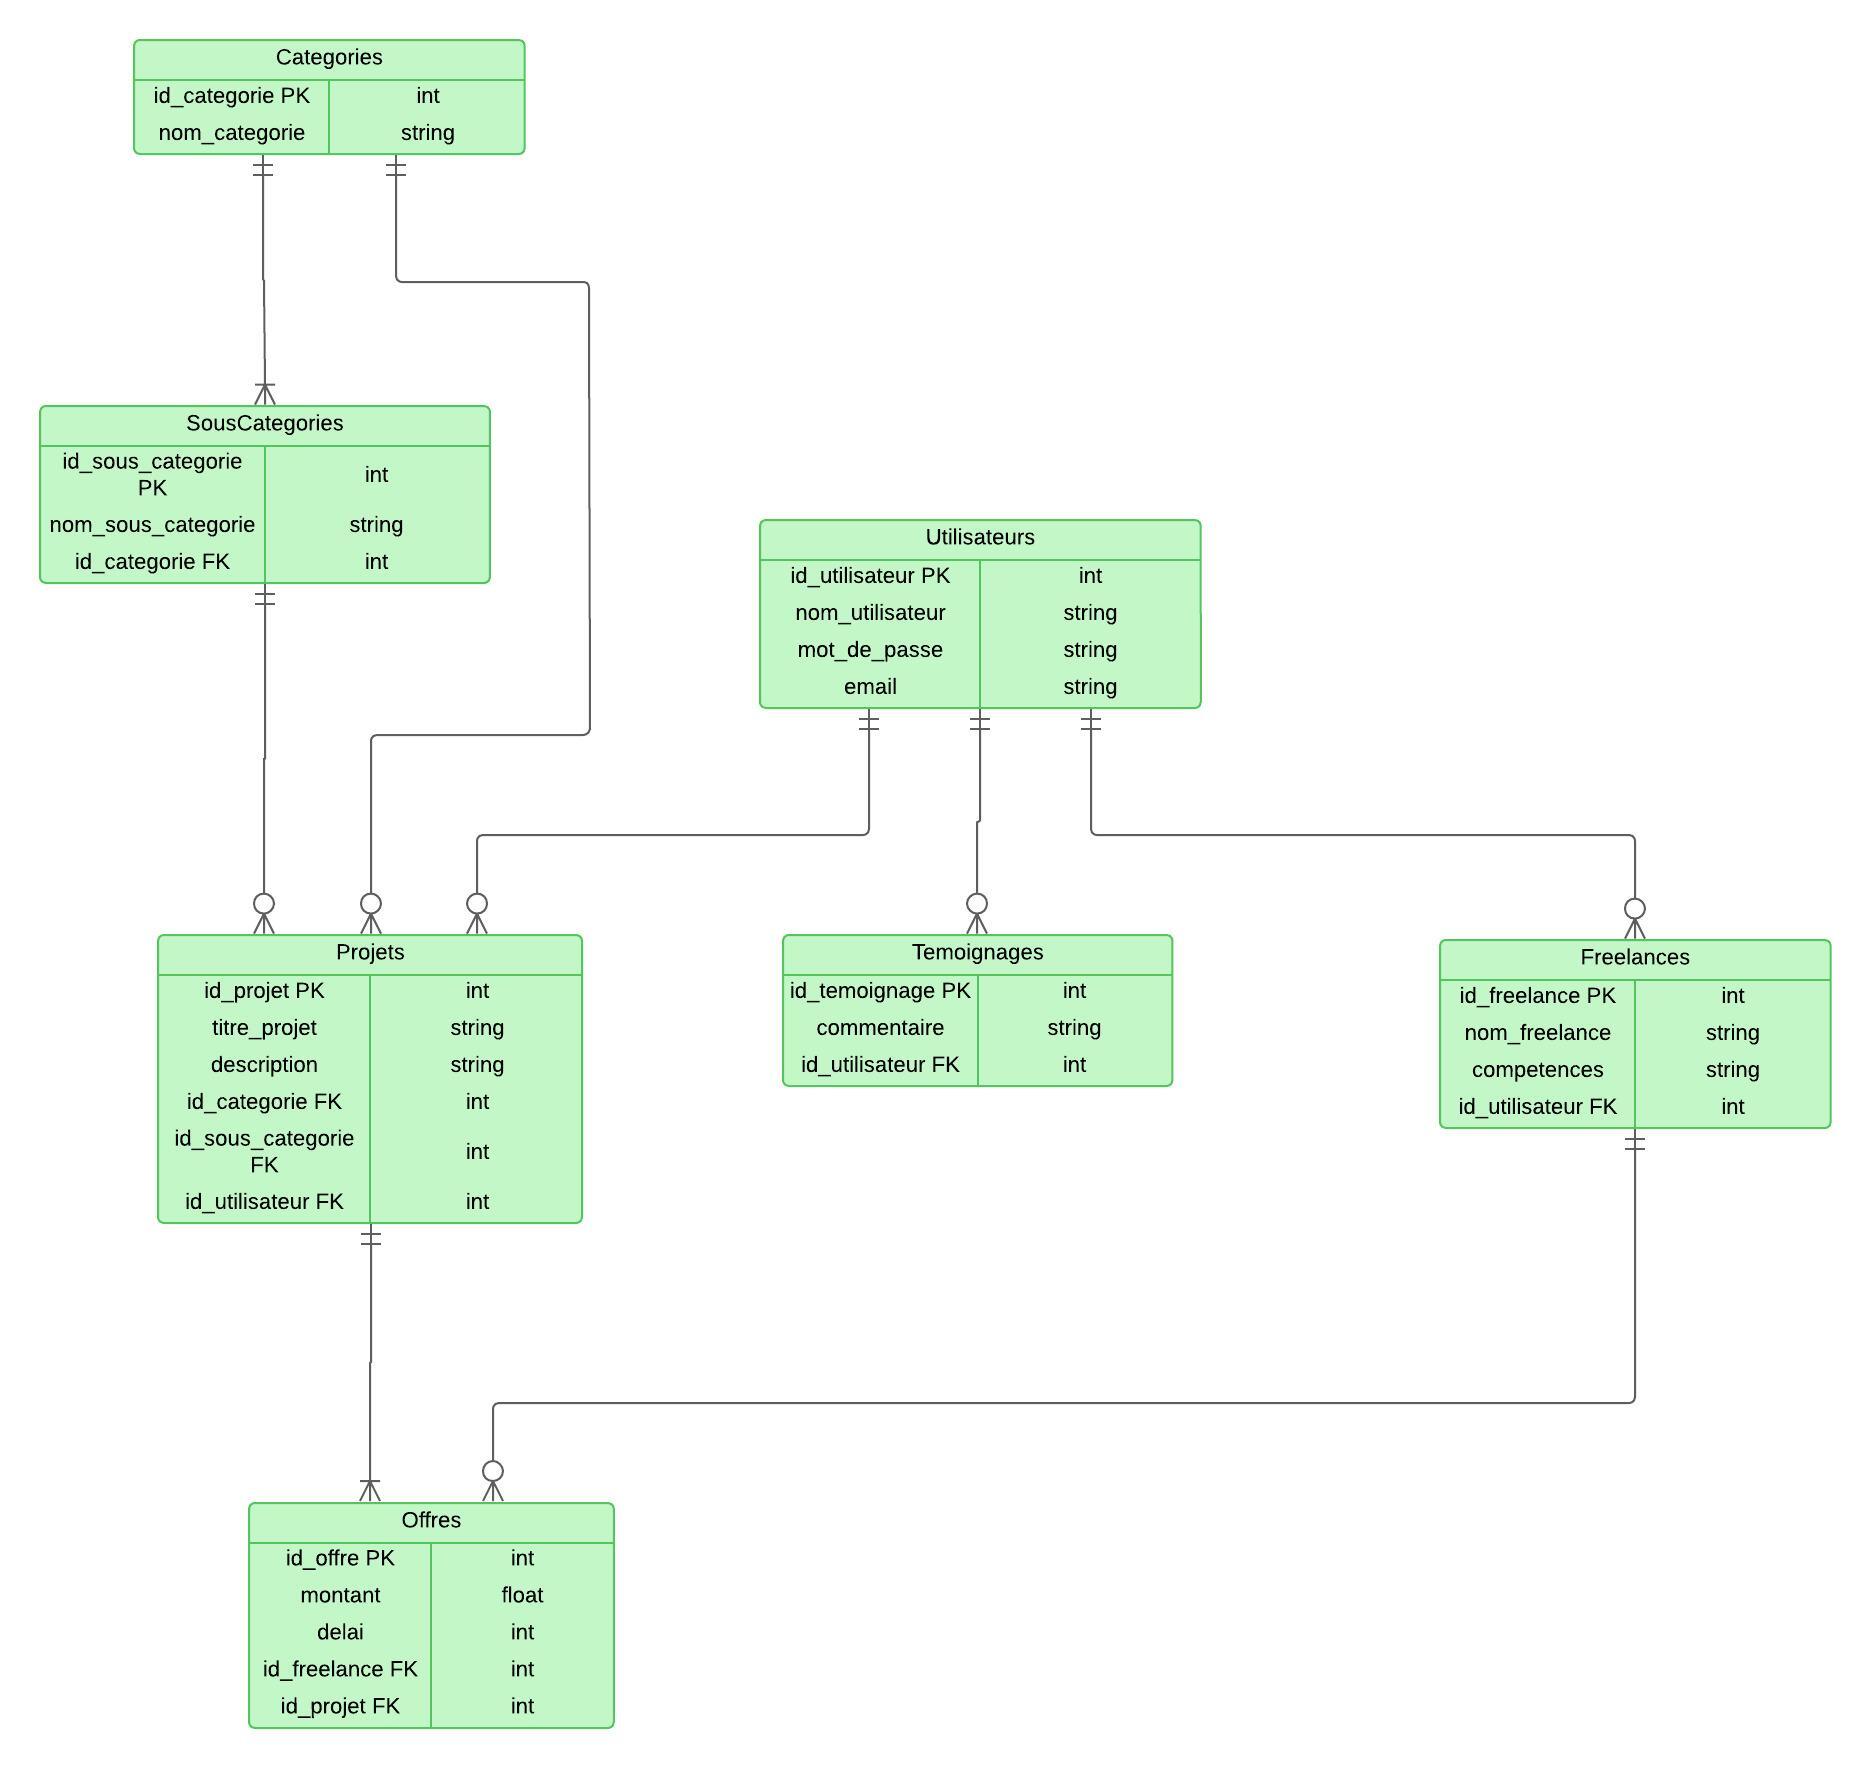 Categories
id_categorie PK int
nom_categorie string
SousCategories
id_sous_categorie
PK int
nom_sous_categorie string
id_categorie FK int
Utilisateurs
id_utilisateur PK int
nom_utilisateur string
mot_de_passe string
email string
Projets
id_projet PK int
titre_projet string
description string
id_categorie FK int
id_sous_categorie
FK int
id_utilisateur FK int
Temoignages
id_temoignage PK int
commentaire string
id_utilisateur FK int
Freelances
id_freelance PK int
nom_freelance string
competences string
id_utilisateur FK int
Offres
id_offre PK int
montant float
delai int
id_freelance FK int
id_projet FK int